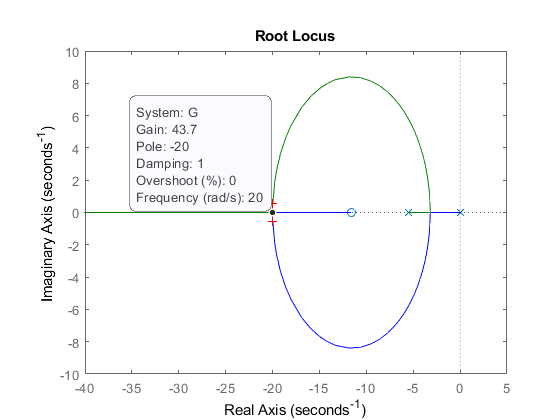 Root Locus
10
8
6
4
2
0
-2
-4
-6
-8
-10
Imaginary Axis (seconds⁻¹)
System: G
Gain: 43.7
Pole: -20
Damping: 1
Overshoot (%): 0
Frequency (rad/s): 20
-40 -35 -30 -25 -20 -15 -10 -5 0 5
Real Axis (seconds⁻¹)